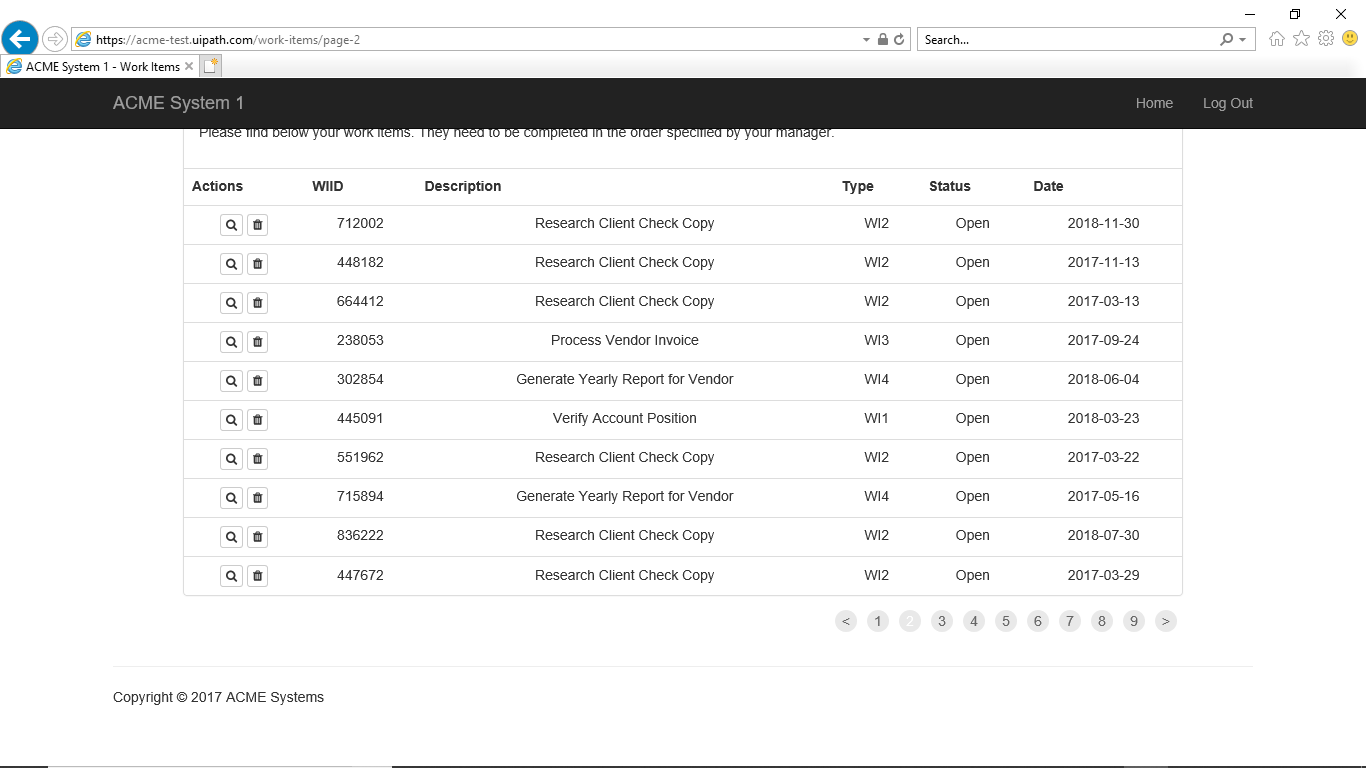 https://acme-test.uipath.com/work-items/page-2
Search...
ACME System 1 - Work Items
ACME System 1 Home Log Out
Please find below your work items. They need to be completed in the order specified by your manager.
Actions WIID Description Type Status Date
712002 Research Client Check Copy WI2 Open 2018-11-30
448182 Research Client Check Copy WI2 Open 2017-11-13
664412 Research Client Check Copy WI2 Open 2017-03-13
238053 Process Vendor Invoice WI3 Open 2017-09-24
302854 Generate Yearly Report for Vendor WI4 Open 2018-06-04
445091 Verify Account Position WI1 Open 2018-03-23
551962 Research Client Check Copy WI2 Open 2017-03-22
715894 Generate Yearly Report for Vendor WI4 Open 2017-05-16
836222 Research Client Check Copy WI2 Open 2018-07-30
447672 Research Client Check Copy WI2 Open 2017-03-29
< 1 2 3 4 5 6 7 8 9 >
Copyright © 2017 ACME Systems